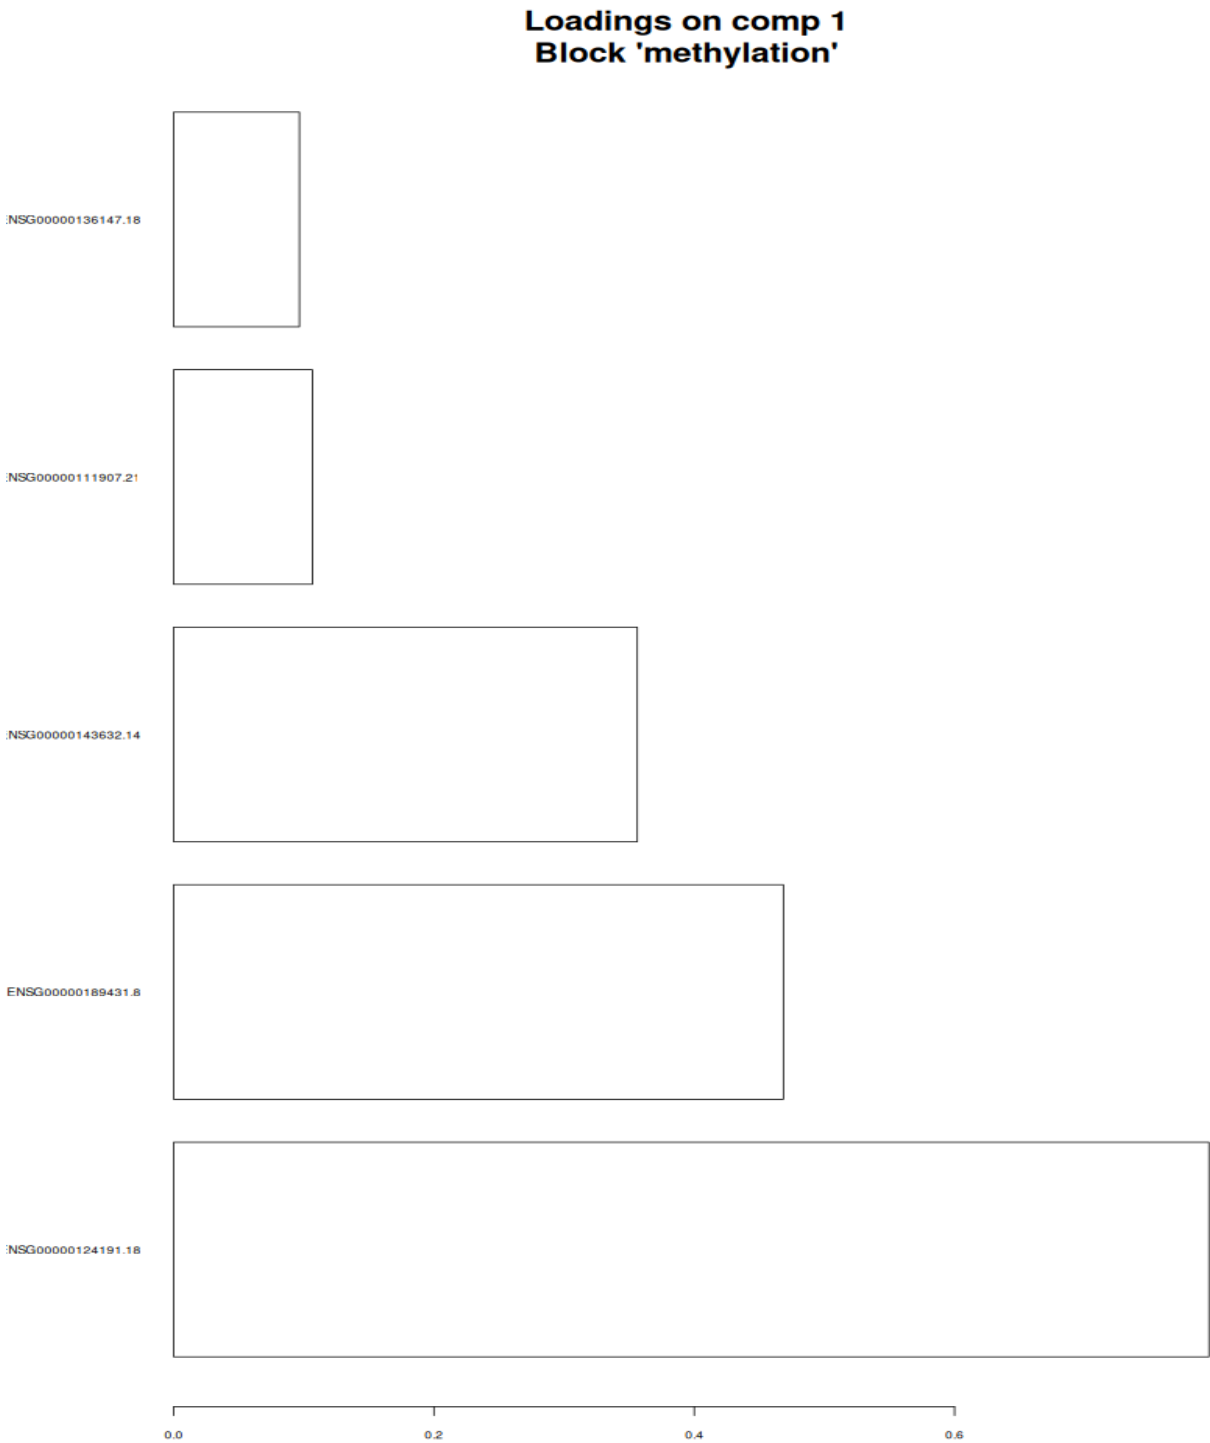 Loadings on comp 1
Block 'methylation'
NSG00000136147.18
NSG00000111907.21
NSG00000143632.14
ENSG00000189431.8
NSG00000124191.18
0.0 0.2 0.4 0.6